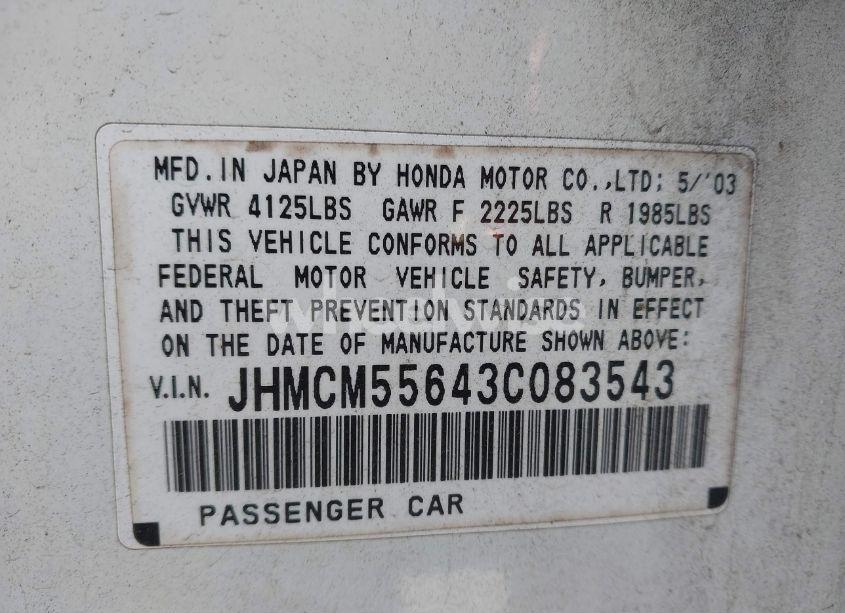 MFD. IN JAPAN BY HONDA MOTOR CO.,LTD: 5/'03
GVWR 4125LBS GAWR F 2225LBS R 1985LBS
THIS VEHICLE CONFORMS TO ALL APPLICABLE
FEDERAL MOTOR VEHICLE SAFETY, BUMPER,
AND THEFT PREVENTION STANDARDS IN EFFECT
ON THE DATE OF MANUFACTURE SHOWN ABOVE:
V.I.N. JHMCM55643C083543
PASSENGER CAR